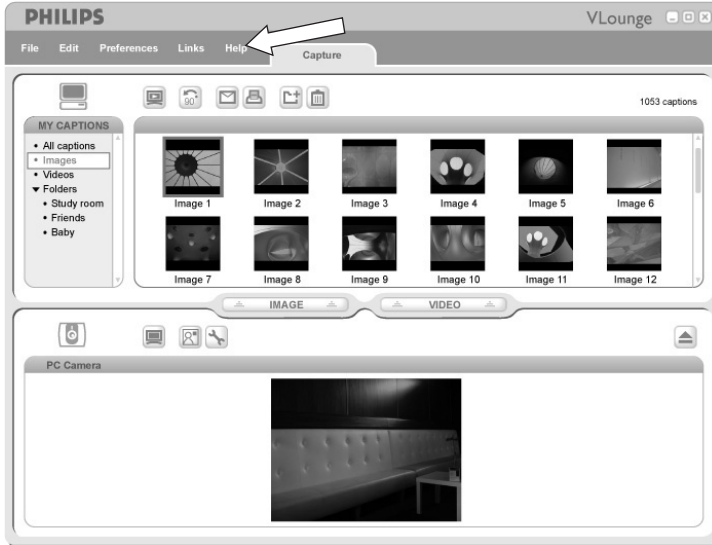 PHILIPS VLounge
File Edit Preferences Links Help Capture
90°
1053 captions
MY CAPTIONS
• All captions
• Images
• Videos
▼ Folders
• Study room
• Friends
• Baby
Image 1 Image 2 Image 3 Image 4 Image 5 Image 6
Image 7 Image 8 Image 9 Image 10 Image 11 Image 12
IMAGE VIDEO
PC Camera